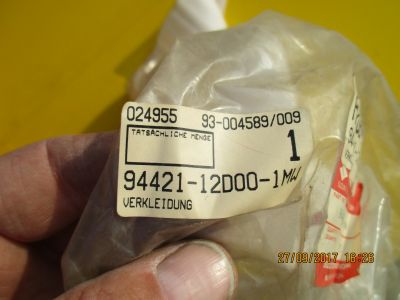 024955 93-004589/009
TATSÄCHLICHE MENGE
1
94421-12D00-1MW
VERKLEIDUNG
27/09/2017 16:26